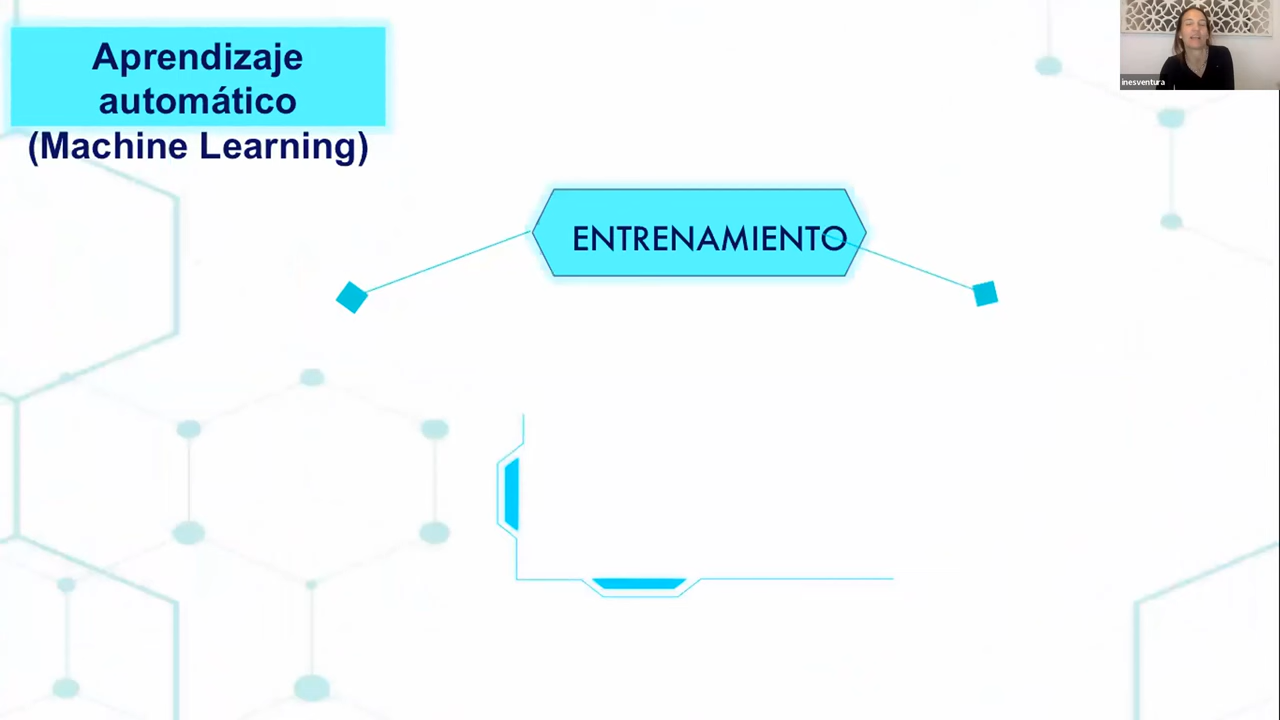 Aprendizaje
automático
(Machine Learning)
inesventura
ENTRENAMIENTO